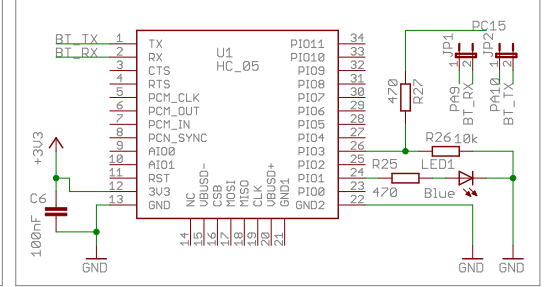 BT_TX
BT_RX
+3V3
C6
100nF
GND
U1
HC_05
1 TX
2 RX
3 CTS
4 RTS
5 PCM_CLK
6 PCM_OUT
7 PCM_IN
8 PCN_SYNC
9 AIO0
10 AIO1
11 RST
12 3V3
13 GND
14 NC
15 VBUSD-
16 CSB
17 MOSI
18 MISO
19 CLK
20 VBUSD+
21 GND1
PIO11 34
PIO10 33
PIO9 32
PIO8 31
PIO7 30
PIO6 29
PIO5 28
PIO4 27
PIO3 26
PIO2 25
PIO1 24
PIO0 23
GND2 22
470
R27
R26 10k
R25
470
LED1
Blue
GND
GND
PC15
JP1
1 2
PA9
BT_RX
JP2
1 2
PA10
BT_TX